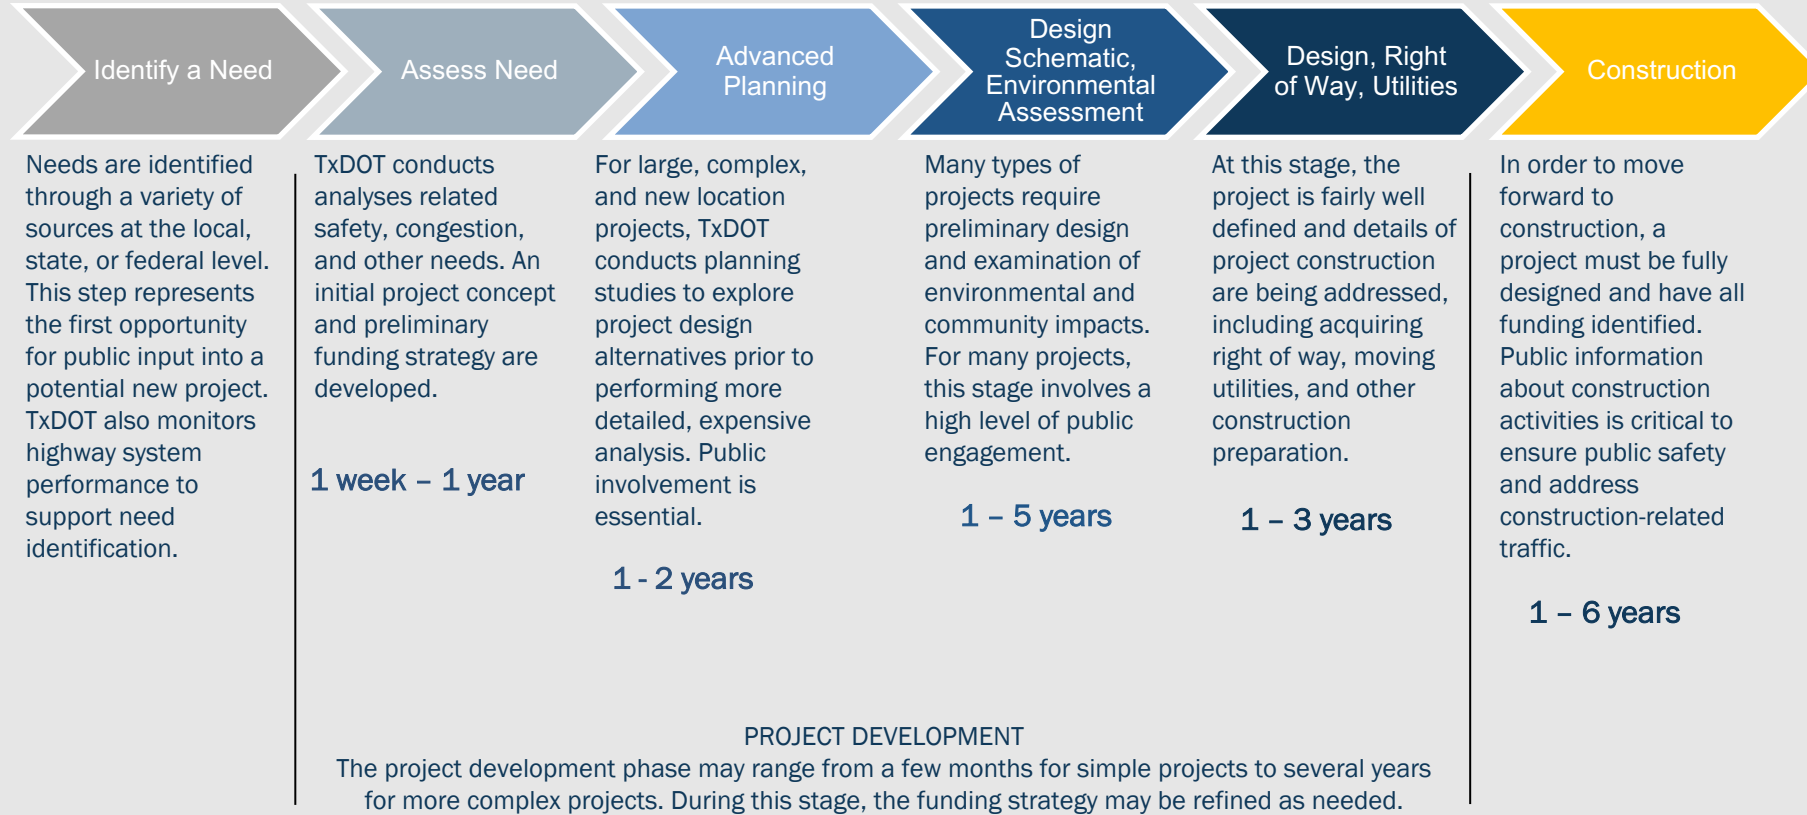 Identify a Need
Assess Need
Advanced
Planning
Design
Schematic,
Environmental
Assessment
Design, Right
of Way, Utilities
Construction
Needs are identified
through a variety of
sources at the local,
state, or federal level.
This step represents
the first opportunity
for public input into a
potential new project.
TxDOT also monitors
highway system
performance to
support need
identification.
TxDOT conducts
analyses related
safety, congestion,
and other needs. An
initial project concept
and preliminary
funding strategy are
developed.
1 week – 1 year
For large, complex,
and new location
projects, TxDOT
conducts planning
studies to explore
project design
alternatives prior to
performing more
detailed, expensive
analysis. Public
involvement is
essential.
1 - 2 years
Many types of
projects require
preliminary design
and examination of
environmental and
community impacts.
For many projects,
this stage involves a
high level of public
engagement.
1 – 5 years
At this stage, the
project is fairly well
defined and details of
project construction
are being addressed,
including acquiring
right of way, moving
utilities, and other
construction
preparation.
1 – 3 years
In order to move
forward to
construction, a
project must be fully
designed and have all
funding identified.
Public information
about construction
activities is critical to
ensure public safety
and address
construction-related
traffic.
1 – 6 years
PROJECT DEVELOPMENT
The project development phase may range from a few months for simple projects to several years
for more complex projects. During this stage, the funding strategy may be refined as needed.